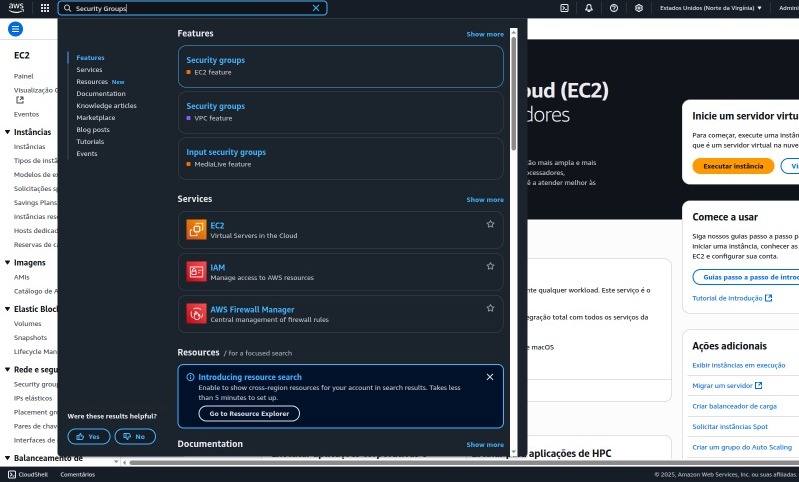 aws
Security Groups
Estados Unidos (Norte da Virgínia) ▼
Admini
EC2
Painel
Visualização G
Eventos
Instâncias
Instâncias
Tipos de instâ
Modelos de ex
Solicitações s
Savings Plans
Instâncias rese
Hosts dedicad
Reservas de ca
Imagens
AMIs
Catálogo de A
Elastic Block
Volumes
Snapshots
Lifecycle Man
Rede e segu
Security group
IPs elásticos
Placement gr
Pares de chav
Interfaces de
Balanceamento de
Features
Services
Resources New
Documentation
Knowledge articles
Marketplace
Blog posts
Tutorials
Events
Were these results helpful?
Yes
No
Features
Show more
Security groups
EC2 feature
Security groups
VPC feature
Input security groups
MediaLive feature
Services
Show more
EC2
Virtual Servers in the Cloud
IAM
Manage access to AWS resources
AWS Firewall Manager
Central management of firewall rules
Resources / for a focused search
Introducing resource search
Enable to show cross-region resources for your account in search results. Takes less
than 5 minutes to set up.
Go to Resource Explorer
Documentation
Show more
oud (EC2)
dores
ão mais ampla e mais
ocessadores,
ê a atender melhor às
nte qualquer workload. Este serviço é o
egração total com todos os serviços da
e macOS
aplicações de HPC
Inicie um servidor virtu
Para começar, execute uma instân
que é um servidor virtual na nuve
Executar instância
Vi
Comece a usar
Siga nossos guias passo a passo p
iniciar uma instância, conhecer as
EC2 e configurar sua conta.
Guias passo a passo de introd
Tutorial de introdução
Ações adicionais
Exibir instâncias em execução
Migrar um servidor
Criar balanceador de carga
Solicitar instâncias Spot
Criar um grupo do Auto Scaling
CloudShell
Comentários
© 2025, Amazon Web Services, Inc. ou suas afiliadas.